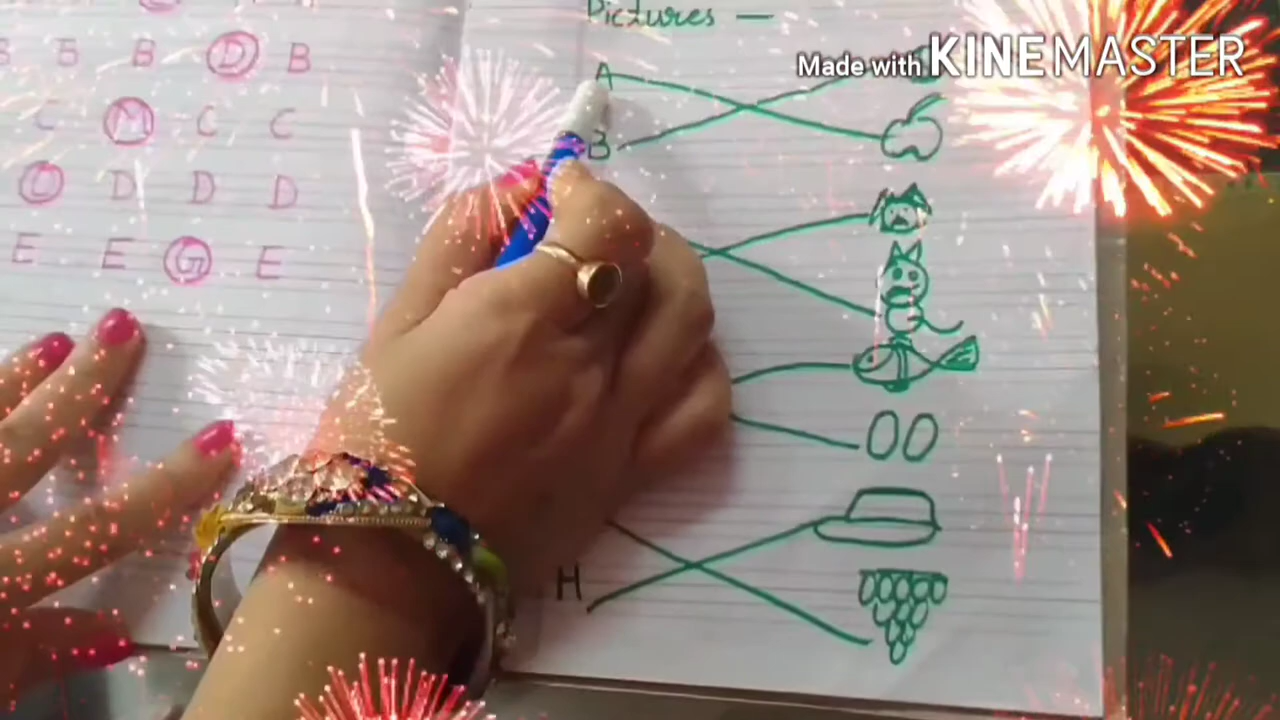 Pictures —
Made with KINEMASTER
B B D B
A
C M C C
B
O D D D
E E G E
H